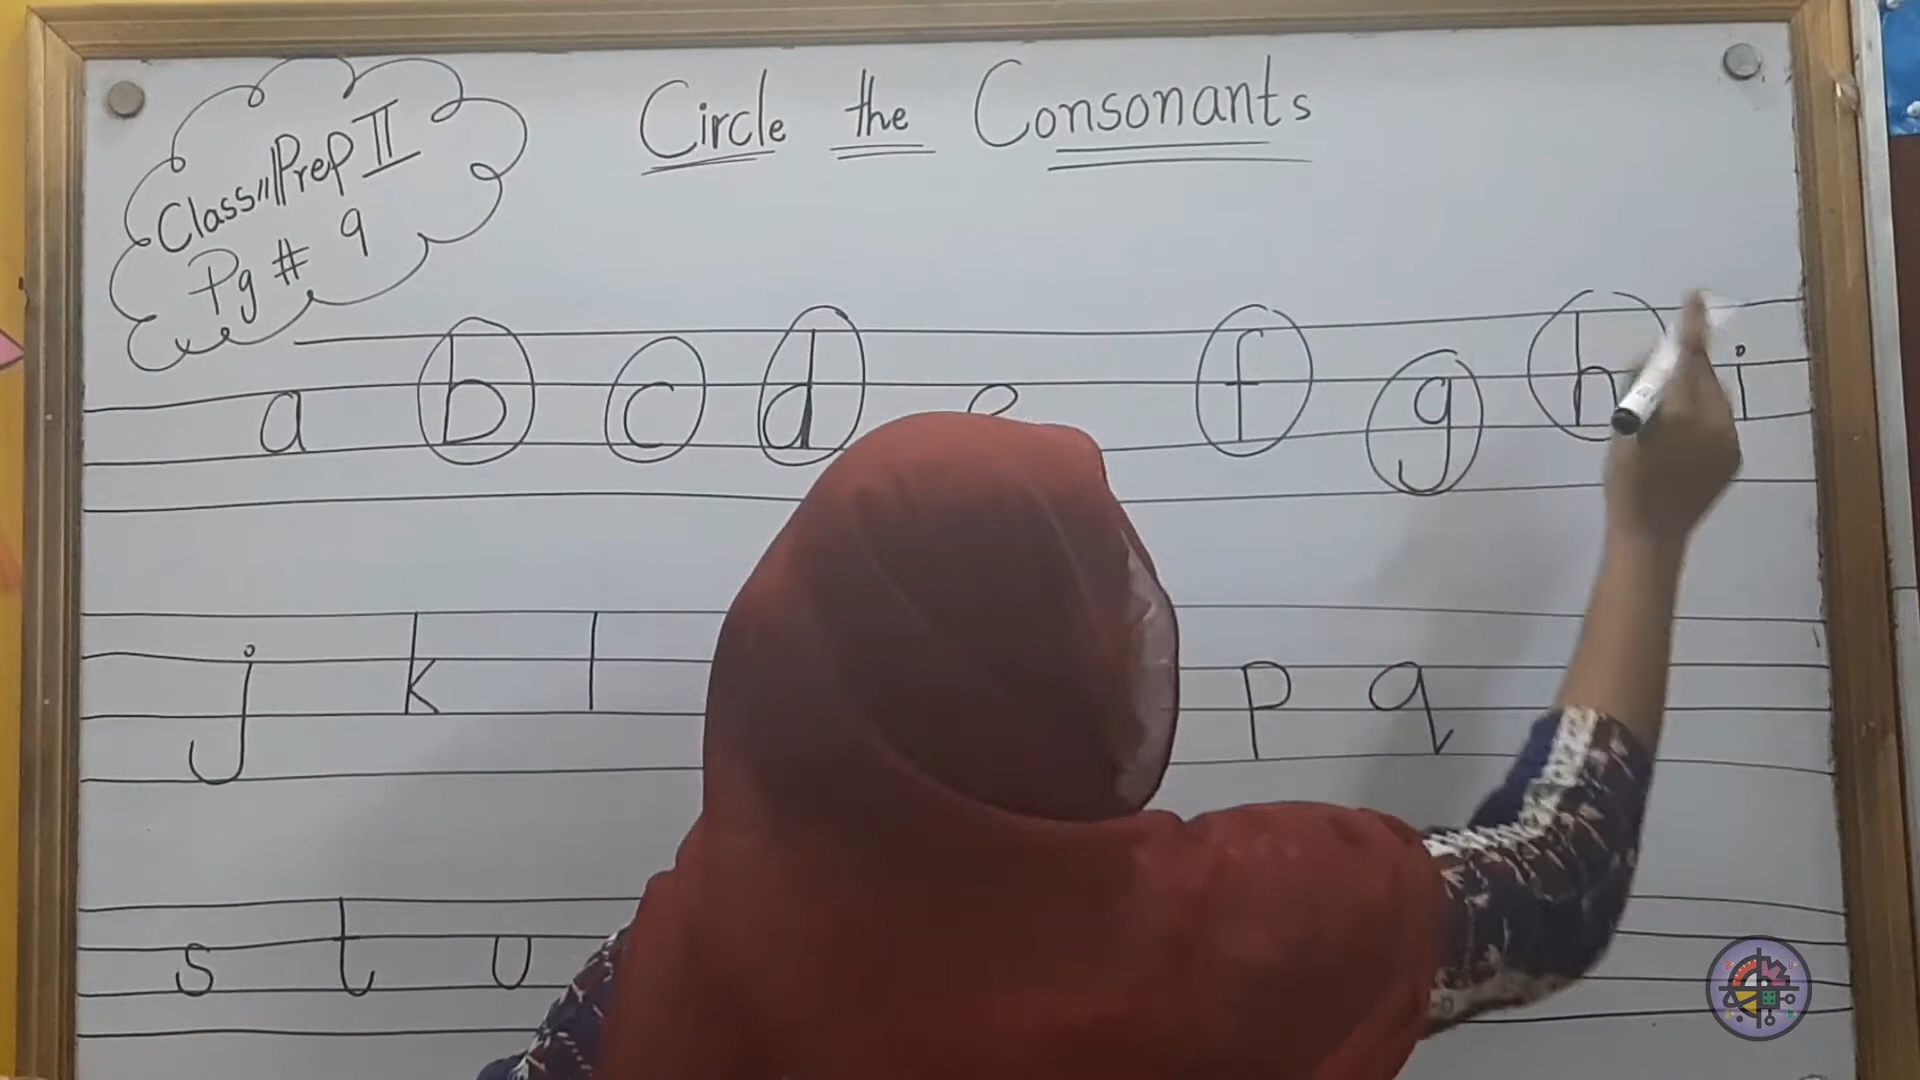 Circle the Consonants
Class// Prep II
Pg # 9
a b c d e f g h i
j k l p q
s t u